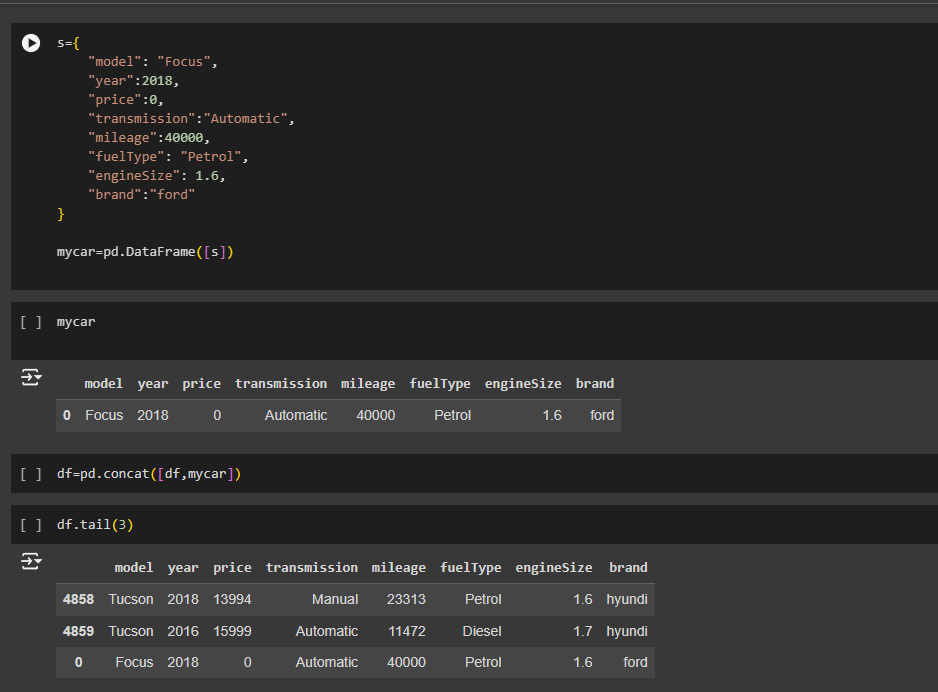 s={
"model": "Focus",
"year":2018,
"price":0,
"transmission":"Automatic",
"mileage":40000,
"fuelType": "Petrol",
"engineSize": 1.6,
"brand":"ford"
}
mycar=pd.DataFrame([s])
[ ] mycar
model year price transmission mileage fuelType engineSize brand
0 Focus 2018 0 Automatic 40000 Petrol 1.6 ford
[ ] df=pd.concat([df,mycar])
[ ] df.tail(3)
model year price transmission mileage fuelType engineSize brand
4858 Tucson 2018 13994 Manual 23313 Petrol 1.6 hyundi
4859 Tucson 2016 15999 Automatic 11472 Diesel 1.7 hyundi
0 Focus 2018 0 Automatic 40000 Petrol 1.6 ford